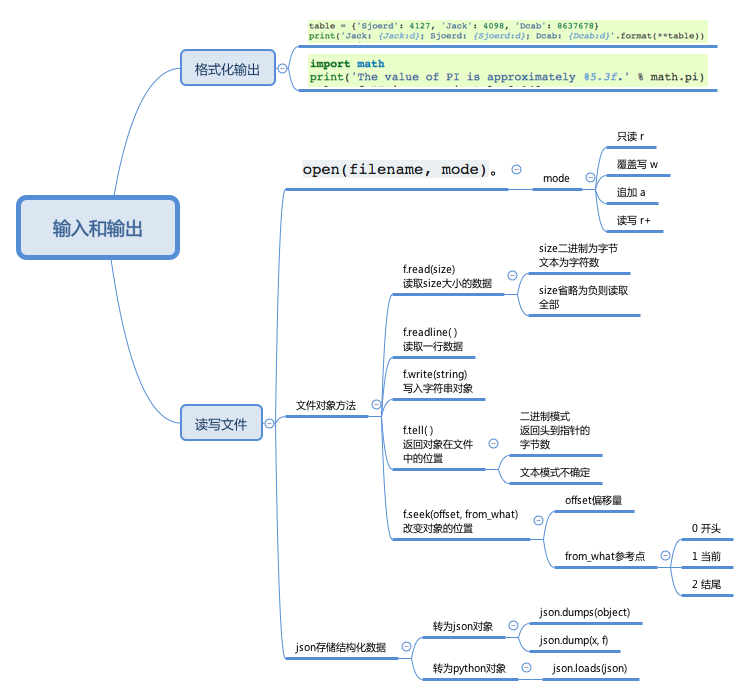 table = {'Sjoerd': 4127, 'Jack': 4098, 'Dcab': 8637678}
print('Jack: {Jack:d}; Sjoerd: {Sjoerd:d}; Dcab: {Dcab:d}'.format(**table))
格式化输出
import math
print('The value of PI is approximately %5.3f.' % math.pi)
输入和输出
读写文件
open(filename, mode)。
mode
只读 r
覆盖写 w
追加 a
读写 r+
文件对象方法
f.read(size)
读取size大小的数据
size二进制为字节
文本为字符数
size省略为负则读取
全部
f.readline( )
读取一行数据
f.write(string)
写入字符串对象
f.tell( )
返回对象在文件
中的位置
二进制模式
返回头到指针的
字节数
文本模式不确定
f.seek(offset, from_what)
改变对象的位置
offset偏移量
from_what参考点
0 开头
1 当前
2 结尾
json存储结构化数据
转为json对象
json.dumps(object)
json.dump(x, f)
转为python对象
json.loads(json)